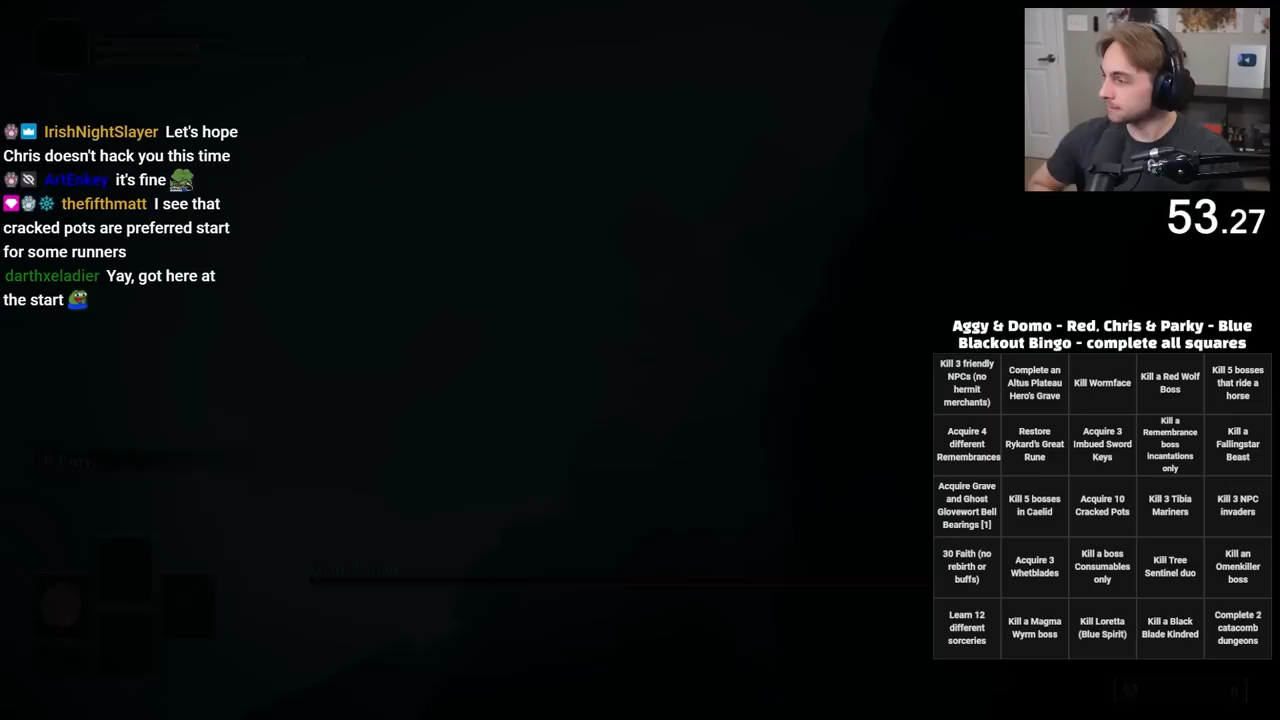 IrishNightSlayer Let's hope
Chris doesn't hack you this time
ArtEnkey it's fine
thefifthmatt I see that
cracked pots are preferred start
for some runners
darthxeladier Yay, got here at
the start
53.27
Aggy & Domo - Red. Chris & Parky - Blue
Blackout Bingo - complete all squares
Kill 3 friendly
NPCs (no
hermit
merchants)
Complete an
Altus Plateau
Hero's Grave
Kill Wormface
Kill a Red Wolf
Boss
Kill 5 bosses
that ride a
horse
Acquire 4
different
Remembrances
Restore
Rykard's Great
Rune
Acquire 3
Imbued Sword
Keys
Kill a
Remembrance
boss
incantations
only
Kill a
Fallingstar
Beast
Acquire Grave
and Ghost
Glovewort Bell
Bearings [1]
Kill 5 bosses
in Caelid
Acquire 10
Cracked Pots
Kill 3 Tibia
Mariners
Kill 3 NPC
invaders
30 Faith (no
rebirth or
buffs)
Acquire 3
Whetblades
Kill a boss
Consumables
only
Kill Tree
Sentinel duo
Kill an
Omenkiller
boss
Learn 12
different
sorceries
Kill a Magma
Wyrm boss
Kill Loretta
(Blue Spirit)
Kill a Black
Blade Kindred
Complete 2
catacomb
dungeons